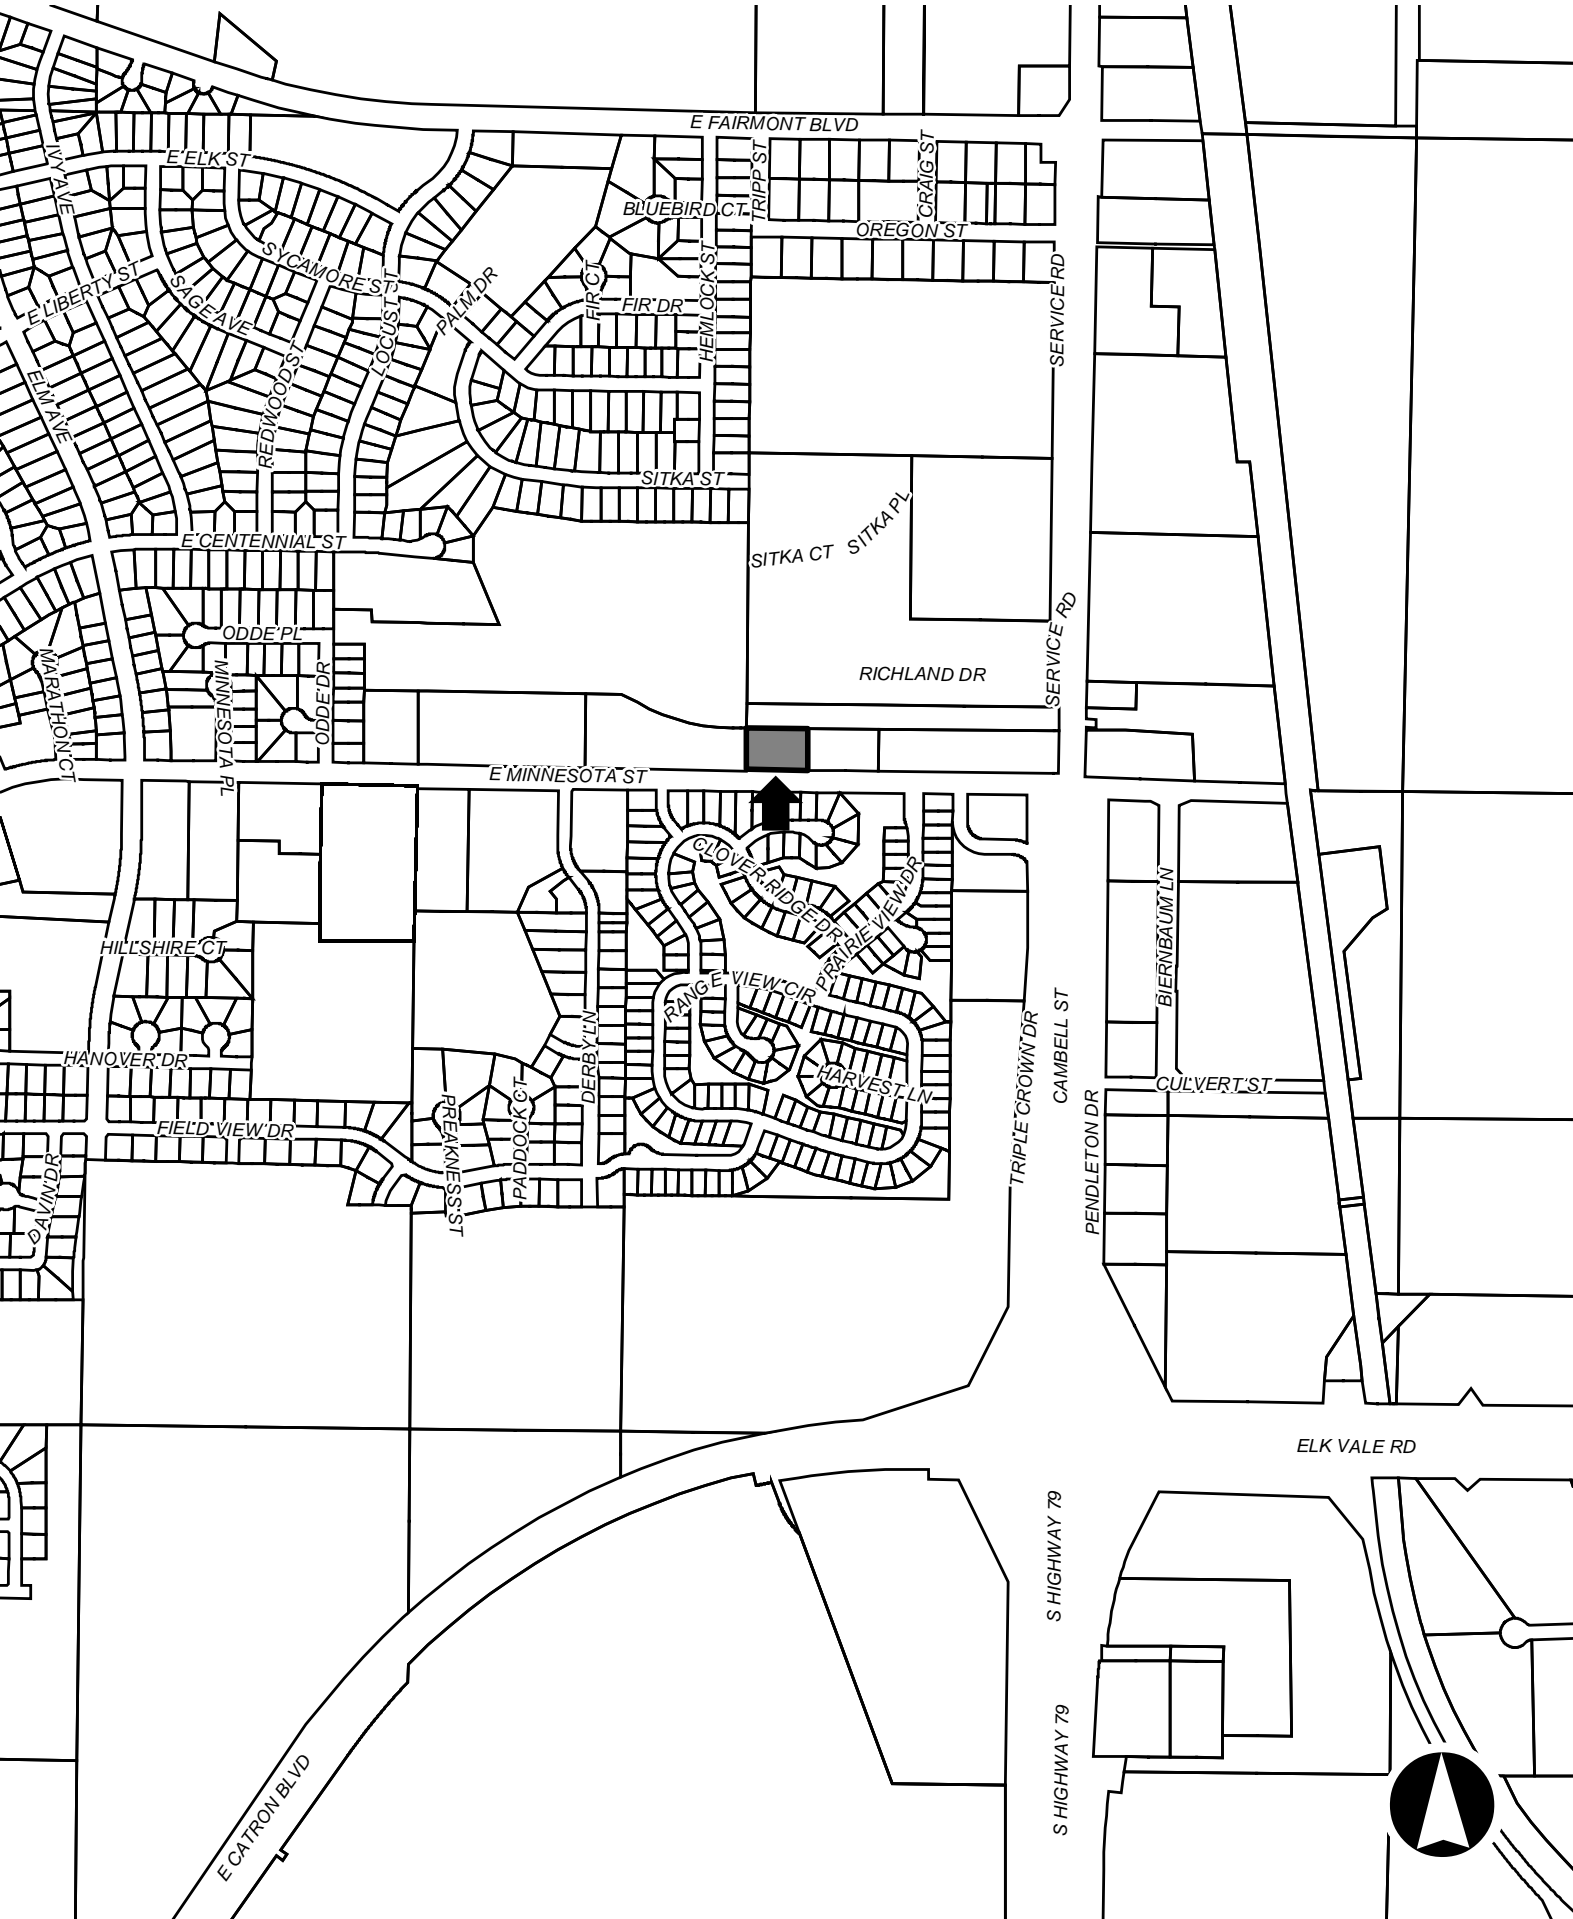 E FAIRMONT BLVD
TRIPP ST
CRAIG ST
IVY AVE
E ELK ST
BLUEBIRD CT
OREGON ST
SYCAMORE ST
HEMLOCK ST
SERVICE RD
E LIBERTY ST
SAGE AVE
LOCUST ST
PALM DR
FIR CT
FIR DR
ELM AVE
REDWOOD ST
SITKA ST
SITKA PL
SITKA CT
E CENTENNIAL ST
SERVICE RD
ODDE PL
MARATHON CT
MINNESOTA PL
ODDE DR
RICHLAND DR
E MINNESOTA ST
CLOVER RIDGE DR
PRAIRIE VIEW DR
BIERNBAUM LN
HILLSHIRE CT
RANGE VIEW CIR
DERBY LN
TRIPLE CROWN DR
CAMBELL ST
HANOVER DR
HARVEST LN
CULVERT ST
PREAKNESS ST
PADDOCK CT
PENDLETON DR
FIELD VIEW DR
DAVIN DR
ELK VALE RD
S HIGHWAY 79
S HIGHWAY 79
E CATRON BLVD